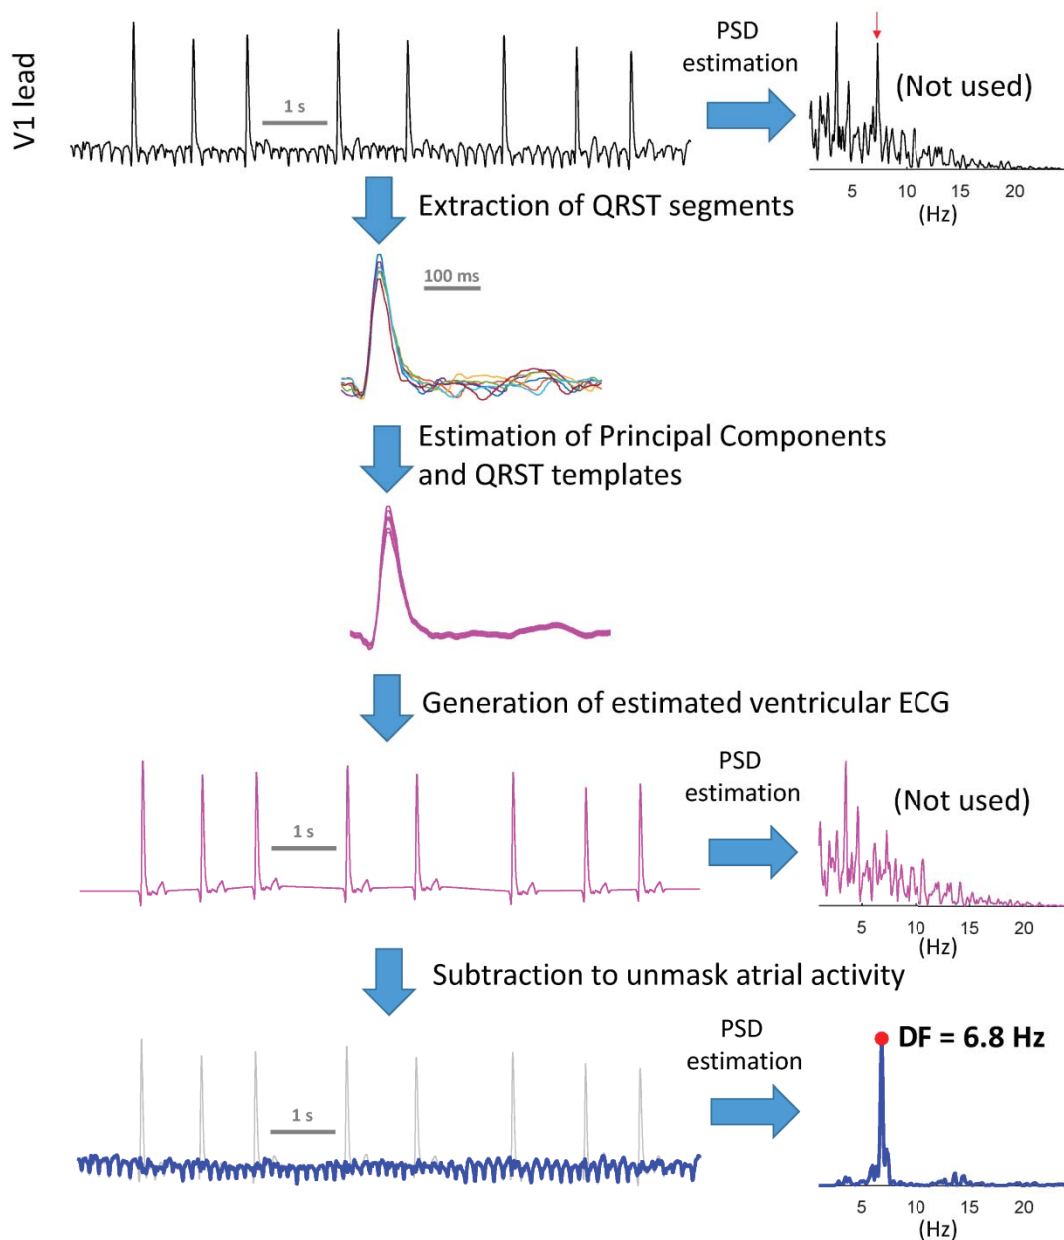 V1 lead
1 s
PSD
estimation
(Not used)
5 10 15 20
(Hz)
Extraction of QRST segments
100 ms
Estimation of Principal Components
and QRST templates
Generation of estimated ventricular ECG
1 s
PSD
estimation
(Not used)
5 10 15 20
(Hz)
Subtraction to unmask atrial activity
1 s
PSD
estimation
DF = 6.8 Hz
5 10 15 20
(Hz)